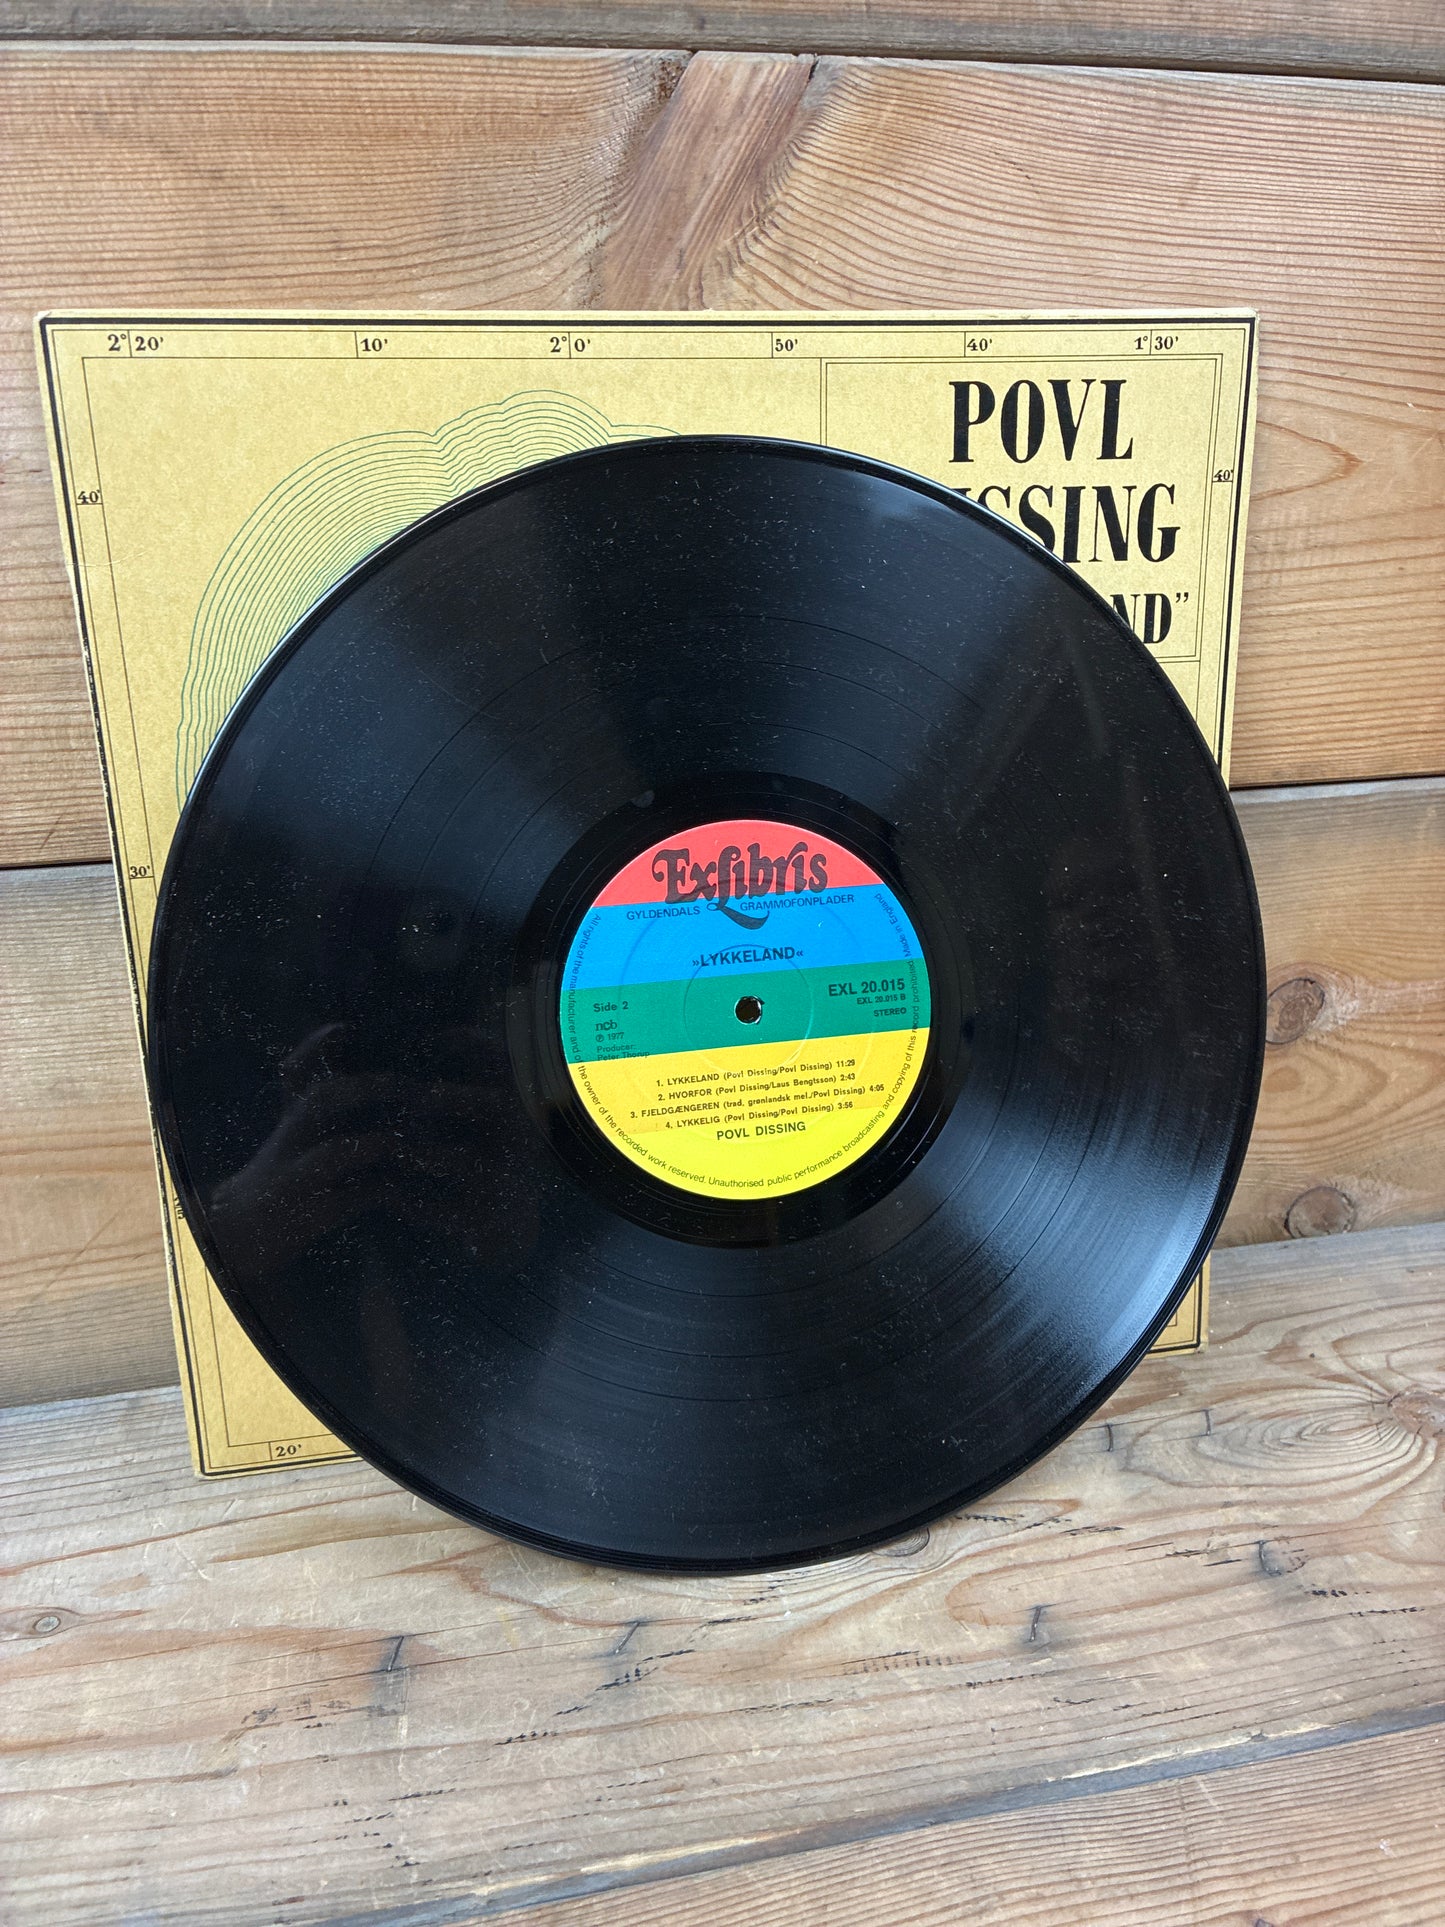 2° 20'
10'
2° 0'
50'
40'
1° 30'
POVL
ISSING
ND"
40'
40'
30'
20'
ExLibris
GYLDENDALS GRAMMOFONPLADER
»LYKKELAND«
Side 2
ncb
℗ 1977
Producer:
Peter Thorup
EXL 20.015
EXL 20.015 B
STEREO
1. LYKKELAND (Povl Dissing/Povl Dissing) 11:29
2. HVORFOR (Povl Dissing/Laus Bengtsson) 2:43
3. FJELDGÆNGEREN (trad. grønlandsk mel./Povl Dissing) 4:05
4. LYKKELIG (Povl Dissing/Povl Dissing) 3:56
POVL DISSING
All rights of the manufacturer and of the owner of the recorded work reserved. Unauthorised public performance broadcasting and copying of this record prohibited. Made in England